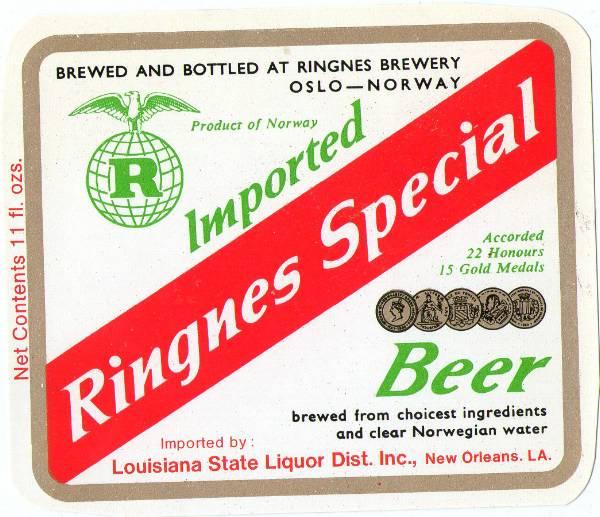 BREWED AND BOTTLED AT RINGNES BREWERY
OSLO—NORWAY
Product of Norway
R
Imported
Ringnes Special
Accorded
22 Honours
15 Gold Medals
Beer
brewed from choicest ingredients
and clear Norwegian water
Imported by:
Louisiana State Liquor Dist. Inc., New Orleans. LA.
Net Contents 11 fl. ozs.